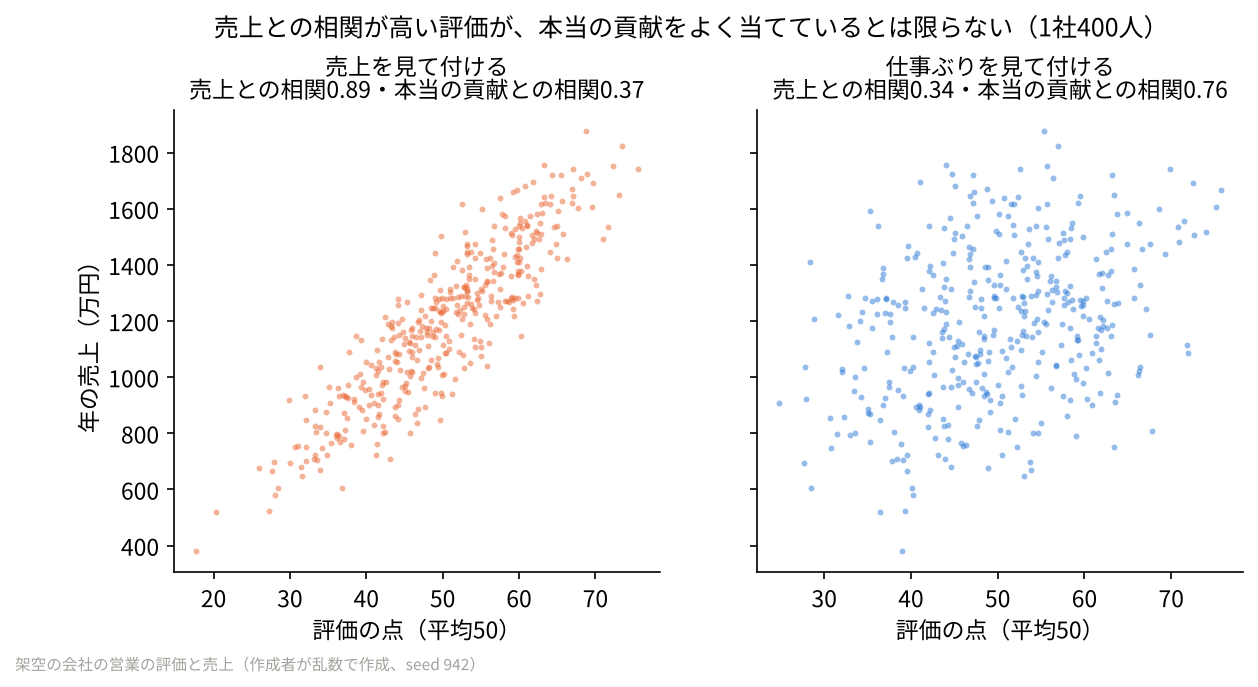 売上との相関が高い評価が、本当の貢献をよく当てているとは限らない（1社400人）
売上を見て付ける
売上との相関0.89・本当の貢献との相関0.37
仕事ぶりを見て付ける
売上との相関0.34・本当の貢献との相関0.76
年の売上（万円）
1800
1600
1400
1200
1000
800
600
400
20 30 40 50 60 70
評価の点（平均50）
30 40 50 60 70
評価の点（平均50）
架空の会社の営業の評価と売上（作成者が乱数で作成、seed 942）